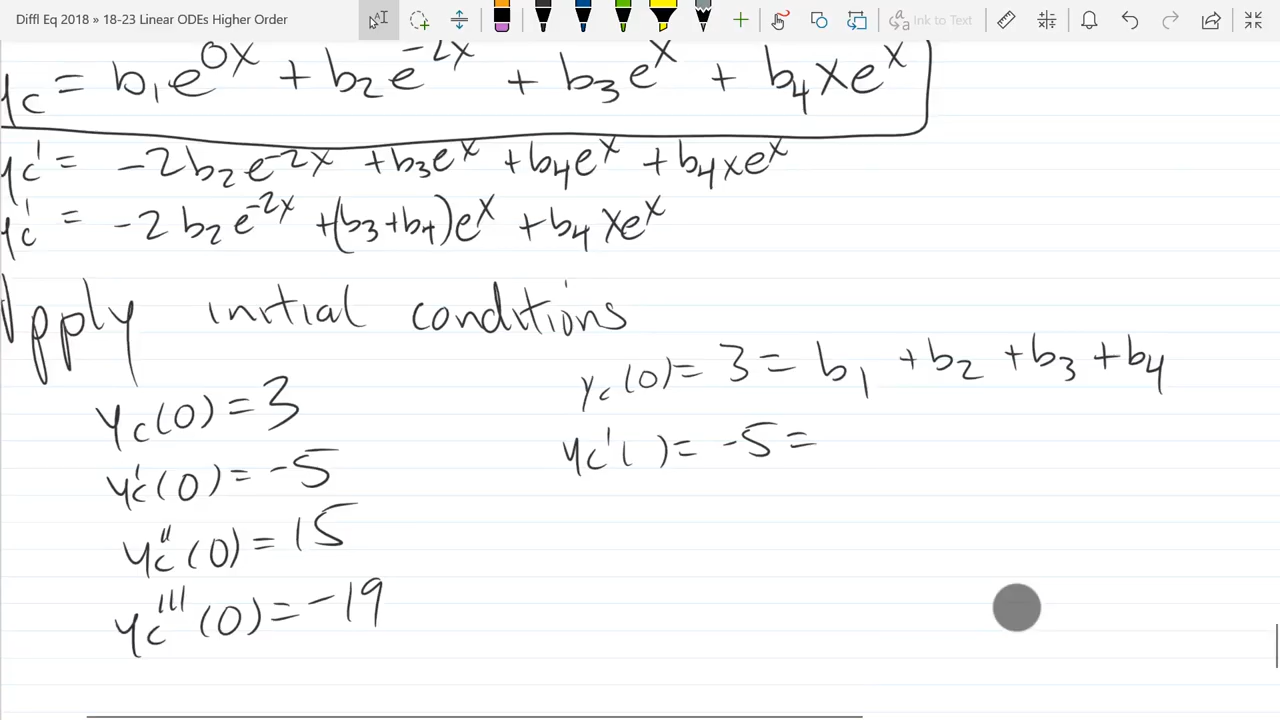 Diffl Eq 2018 » 18-23 Linear ODEs Higher Order
Ink to Text
yc = b₁e^0x + b₂e^-2x + b₃e^x + b₄xe^x
yc' = -2b₂e^-2x + b₃e^x + b₄e^x + b₄xe^x
yc' = -2b₂e^-2x + (b₃+b₄)e^x + b₄xe^x
Apply initial conditions
yc(0) = 3 = b₁ + b₂ + b₃ + b₄
yc(0) = 3
yc'( ) = -5 =
yc'(0) = -5
yc''(0) = 15
yc'''(0) = -19